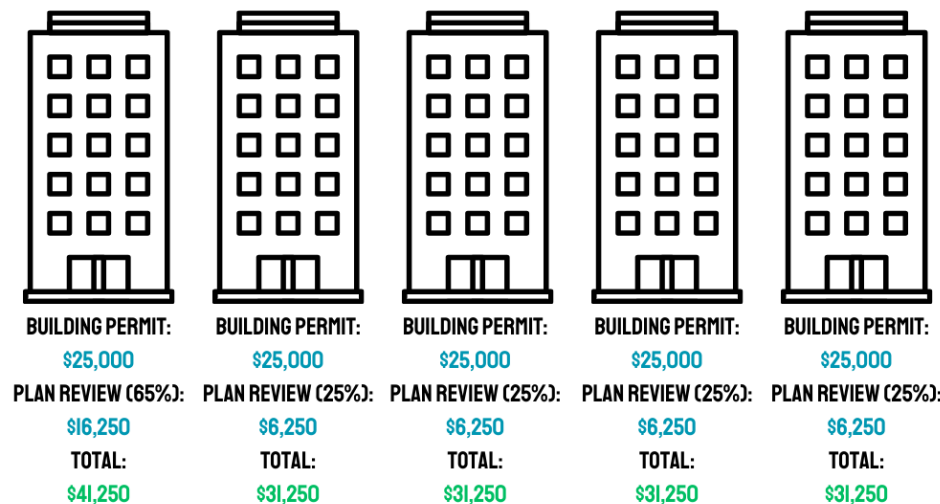 BUILDING PERMIT:
$25,000
PLAN REVIEW (65%):
$16,250
TOTAL:
$41,250
BUILDING PERMIT:
$25,000
PLAN REVIEW (25%):
$6,250
TOTAL:
$31,250
BUILDING PERMIT:
$25,000
PLAN REVIEW (25%):
$6,250
TOTAL:
$31,250
BUILDING PERMIT:
$25,000
PLAN REVIEW (25%):
$6,250
TOTAL:
$31,250
BUILDING PERMIT:
$25,000
PLAN REVIEW (25%):
$6,250
TOTAL:
$31,250